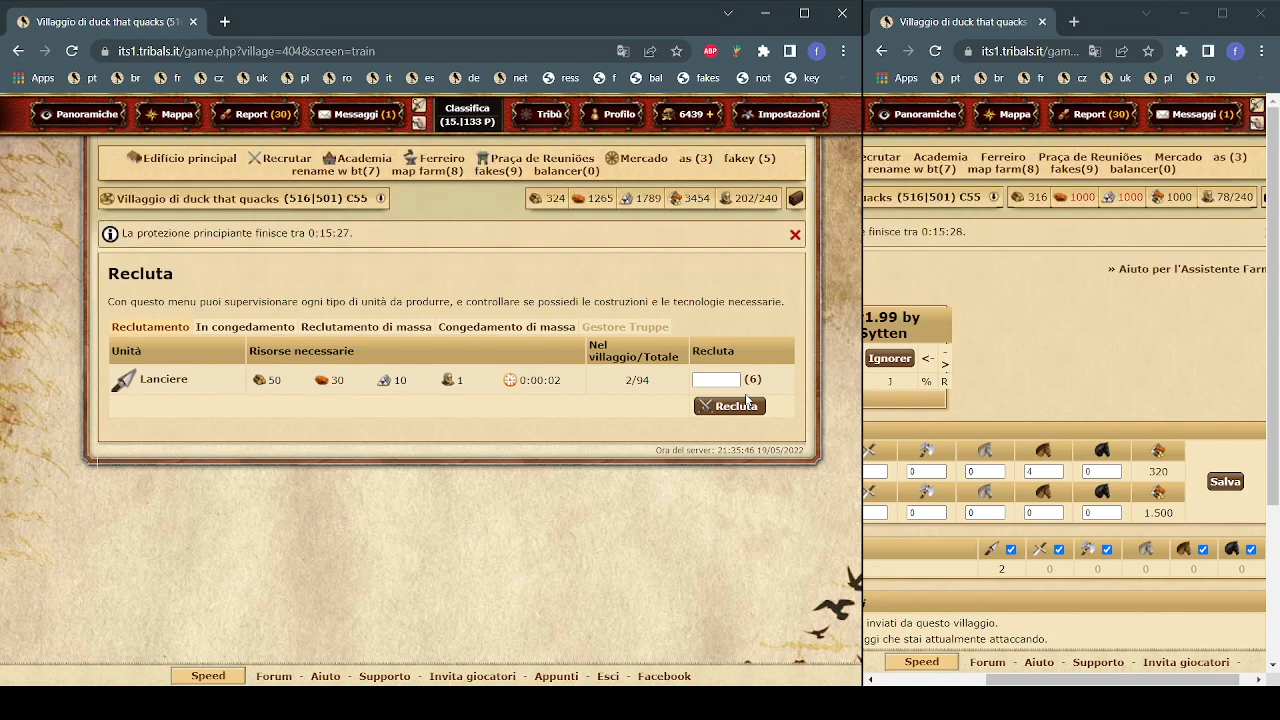 Villaggio di duck that quacks (51
its1.tribals.it/game.php?village=404&screen=train
ABP
f
Apps pt br fr cz uk pl ro it es de net ress f bal fakes not key
Panoramiche Mappa Report (30) Messaggi (1) Classifica (15.|133 P) Tribù Profilo 6439 + Impostazioni
Edificio principal Recrutar Academia Ferreiro Praça de Reuniões Mercado as (3) fakey (5)
rename w bt(7) map farm(8) fakes(9) balancer(0)
Villaggio di duck that quacks (516|501) C55
324 1265 1789 3454 202/240
La protezione principiante finisce tra 0:15:27.
Recluta
Con questo menu puoi supervisionare ogni tipo di unità da produrre, e controllare se possiedi le costruzioni e le tecnologie necessarie.
Reclutamento In congedamento Reclutamento di massa Congedamento di massa Gestore Truppe
Unità Risorse necessarie Nel villaggio/Totale Recluta
Lanciere 50 30 10 1 0:00:02 2/94 (6)
Recluta
Ora del server: 21:35:46 19/05/2022
Speed Forum - Aiuto - Supporto - Invita giocatori - Appunti - Esci - Facebook
Villaggio di duck that quacks
its1.tribals.it/gam...
f
Apps pt br fr cz uk pl ro
Panoramiche Mappa Report (30) Messaggi (1)
ecrutar Academia Ferreiro Praça de Reuniões Mercado as (3)
rename w bt(7) map farm(8) fakes(9) balancer(0)
uacks (516|501) C55 316 1000 1000 1000 78/240
finisce tra 0:15:28.
» Aiuto per l'Assistente Farm
1.99 by
Sytten
Ignorer <- ->
J % R
0 0 4 0 320
Salva
0 0 0 0 1.500
2 0 0 0 0 0
i
inviati da questo villaggio.
ggi che stai attualmente attaccando.
Speed Forum - Aiuto - Supporto - Invita giocatori -